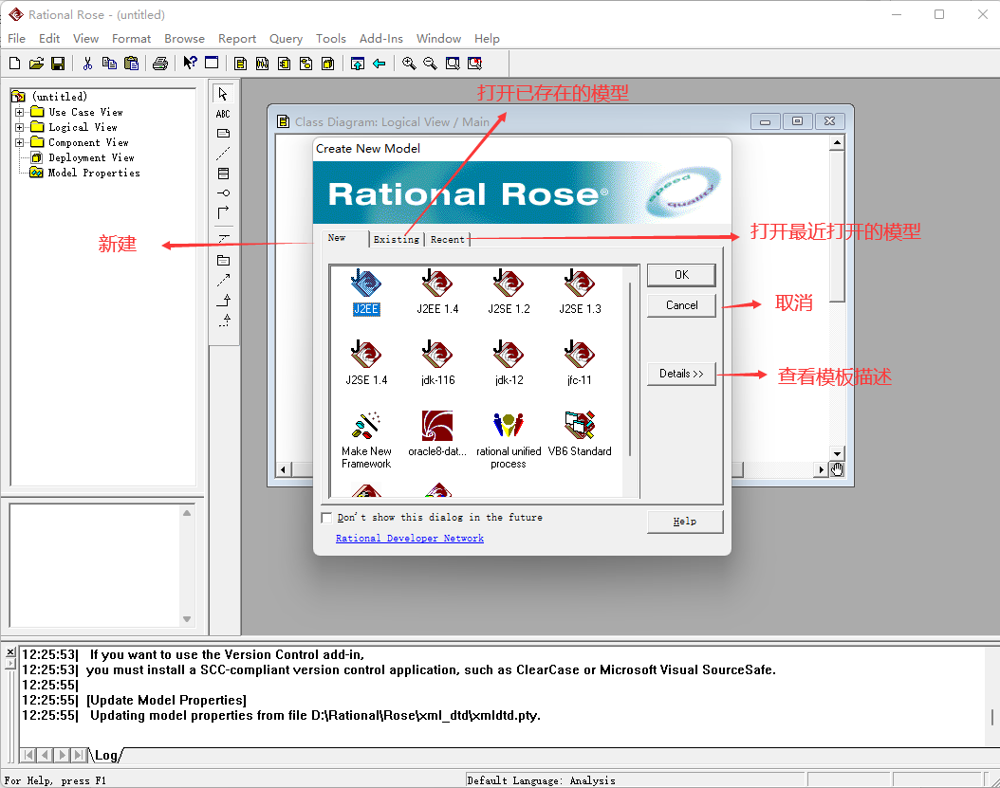 Rational Rose - (untitled)
File Edit View Format Browse Report Query Tools Add-Ins Window Help
(untitled)
Use Case View
Logical View
Component View
Deployment View
Model Properties
ABC
打开已存在的模型
Class Diagram: Logical View / Main
Create New Model
Rational Rose®
speed
quality
新建
New Existing Recent
打开最近打开的模型
OK
Cancel
取消
Details >>
查看模板描述
J2EE J2EE 1.4 J2SE 1.2 J2SE 1.3
J2SE 1.4 jdk-116 jdk-12 jfc-11
Make New Framework oracle8-dat... rational unified process VB6 Standard
Don't show this dialog in the future
Help
Rational Developer Network
12:25:53| If you want to use the Version Control add-in,
12:25:53| you must install a SCC-compliant version control application, such as ClearCase or Microsoft Visual SourceSafe.
12:25:55|
12:25:55| [Update Model Properties]
12:25:55| Updating model properties from file D:\Rational\Rose\xml_dtd\xmldtd.pty.
Log
For Help, press F1
Default Language: Analysis